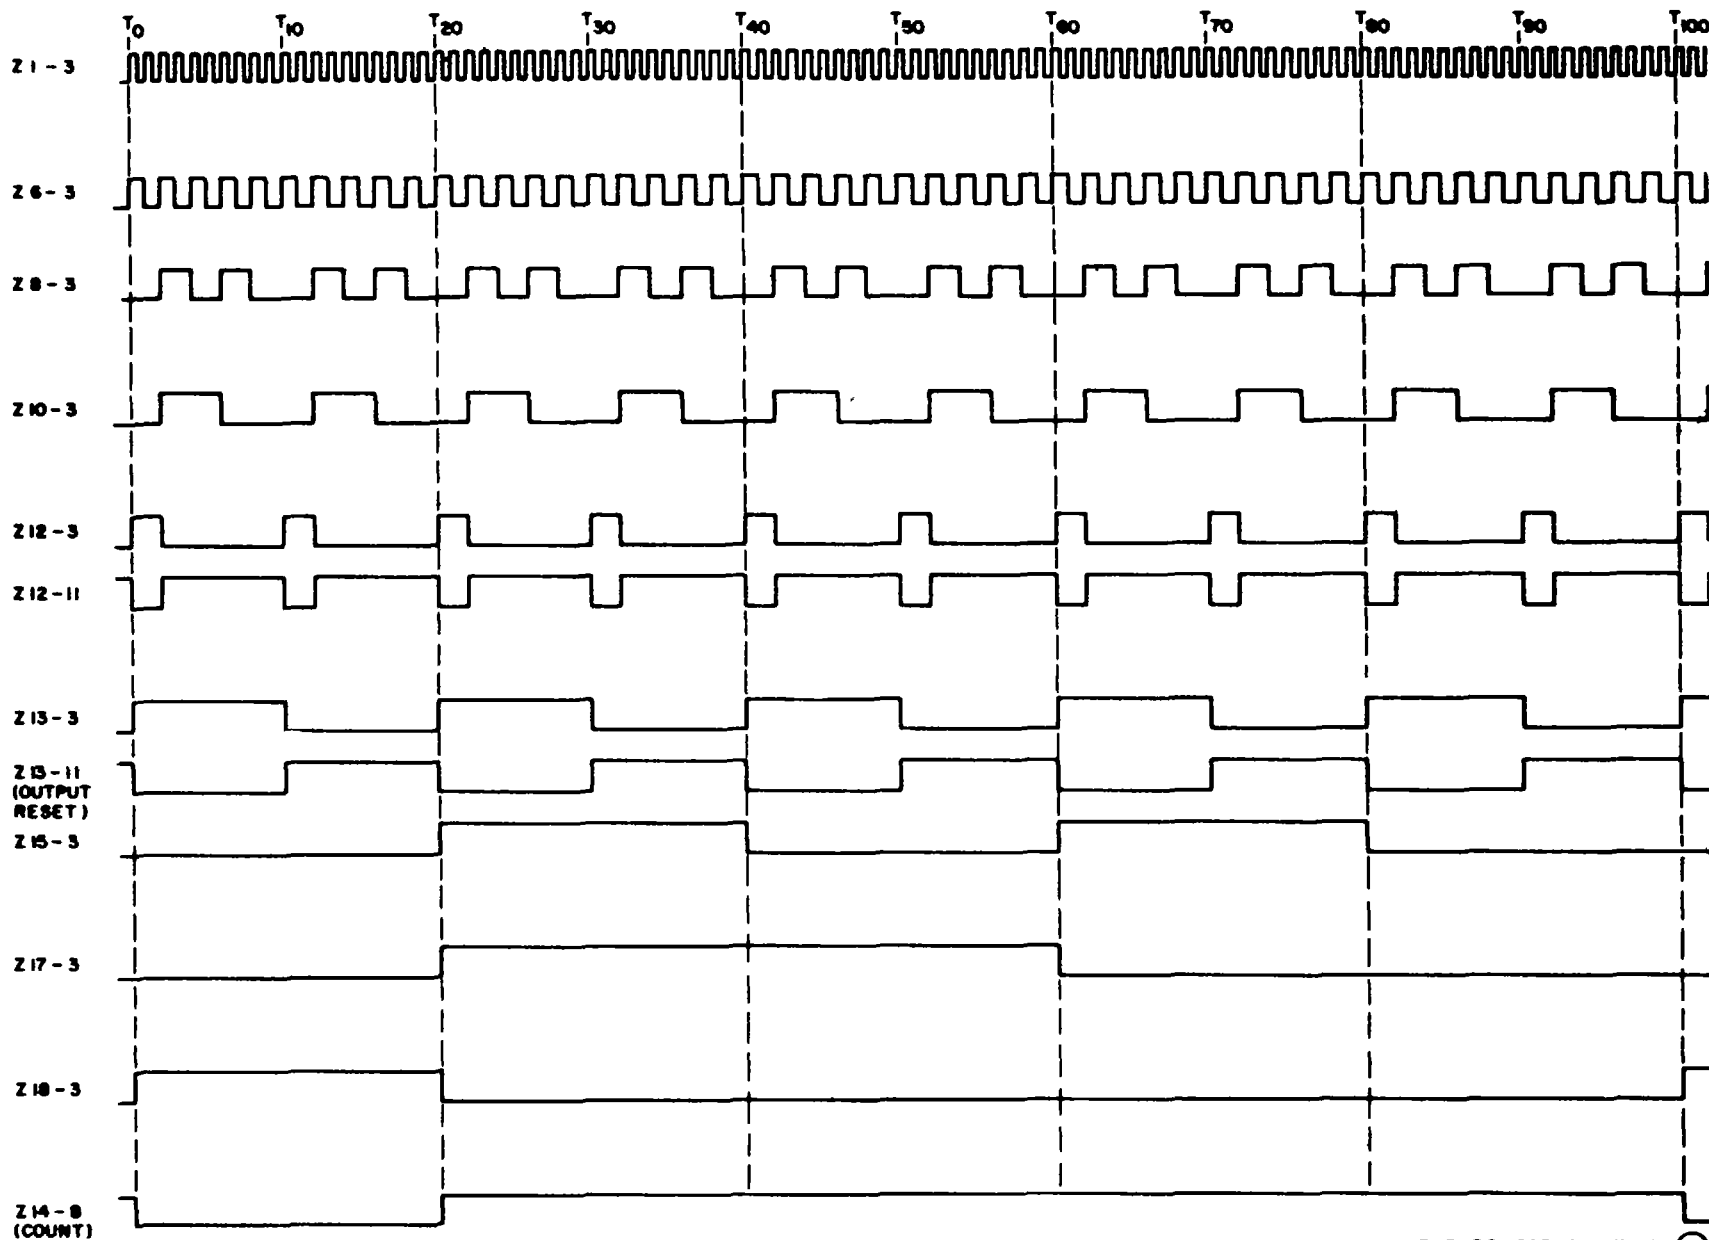 T0 T10 T20 T30 T40 T50 T60 T70 T80 T90 T100
Z1-3
Z6-3
Z8-3
Z10-3
Z12-3
Z12-11
Z13-3
Z13-11
(OUTPUT
RESET)
Z15-3
Z17-3
Z18-3
Z14-8
(COUNT)